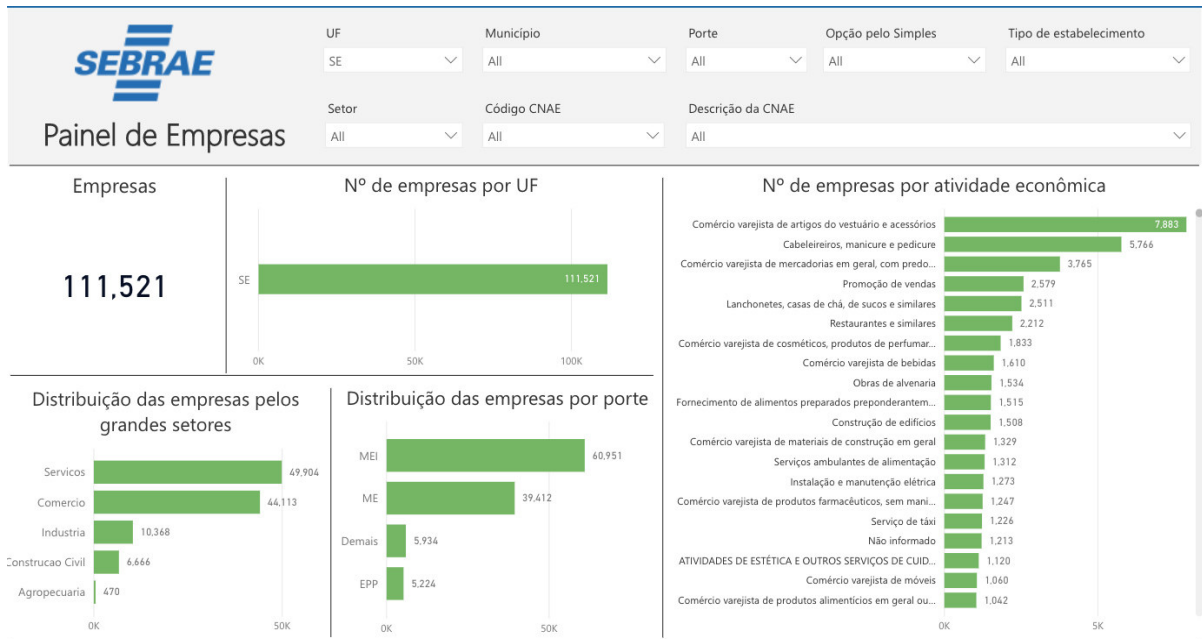 SEBRAE
Painel de Empresas
UF
SE
Município
All
Porte
All
Opção pelo Simples
All
Tipo de estabelecimento
All
Setor
All
Código CNAE
All
Descrição da CNAE
All
Empresas
111,521
Nº de empresas por UF
SE
111,521
0K 50K 100K
Nº de empresas por atividade econômica
Comércio varejista de artigos do vestuário e acessórios 7,883
Cabeleireiros, manicure e pedicure 5,766
Comércio varejista de mercadorias em geral, com predo... 3,765
Promoção de vendas 2,579
Lanchonetes, casas de chá, de sucos e similares 2,511
Restaurantes e similares 2,212
Comércio varejista de cosméticos, produtos de perfumar... 1,833
Comércio varejista de bebidas 1,610
Obras de alvenaria 1,534
Fornecimento de alimentos preparados preponderantem... 1,515
Construção de edifícios 1,508
Comércio varejista de materiais de construção em geral 1,329
Serviços ambulantes de alimentação 1,312
Instalação e manutenção elétrica 1,273
Comércio varejista de produtos farmacêuticos, sem mani... 1,247
Serviço de táxi 1,226
Não informado 1,213
ATIVIDADES DE ESTÉTICA E OUTROS SERVIÇOS DE CUID... 1,120
Comércio varejista de móveis 1,060
Comércio varejista de produtos alimentícios em geral ou... 1,042
0K 5K
Distribuição das empresas pelos
grandes setores
Servicos 49,904
Comercio 44,113
Industria 10,368
Construcao Civil 6,666
Agropecuaria 470
0K 50K
Distribuição das empresas por porte
MEI 60,951
ME 39,412
Demais 5,934
EPP 5,224
0K 50K